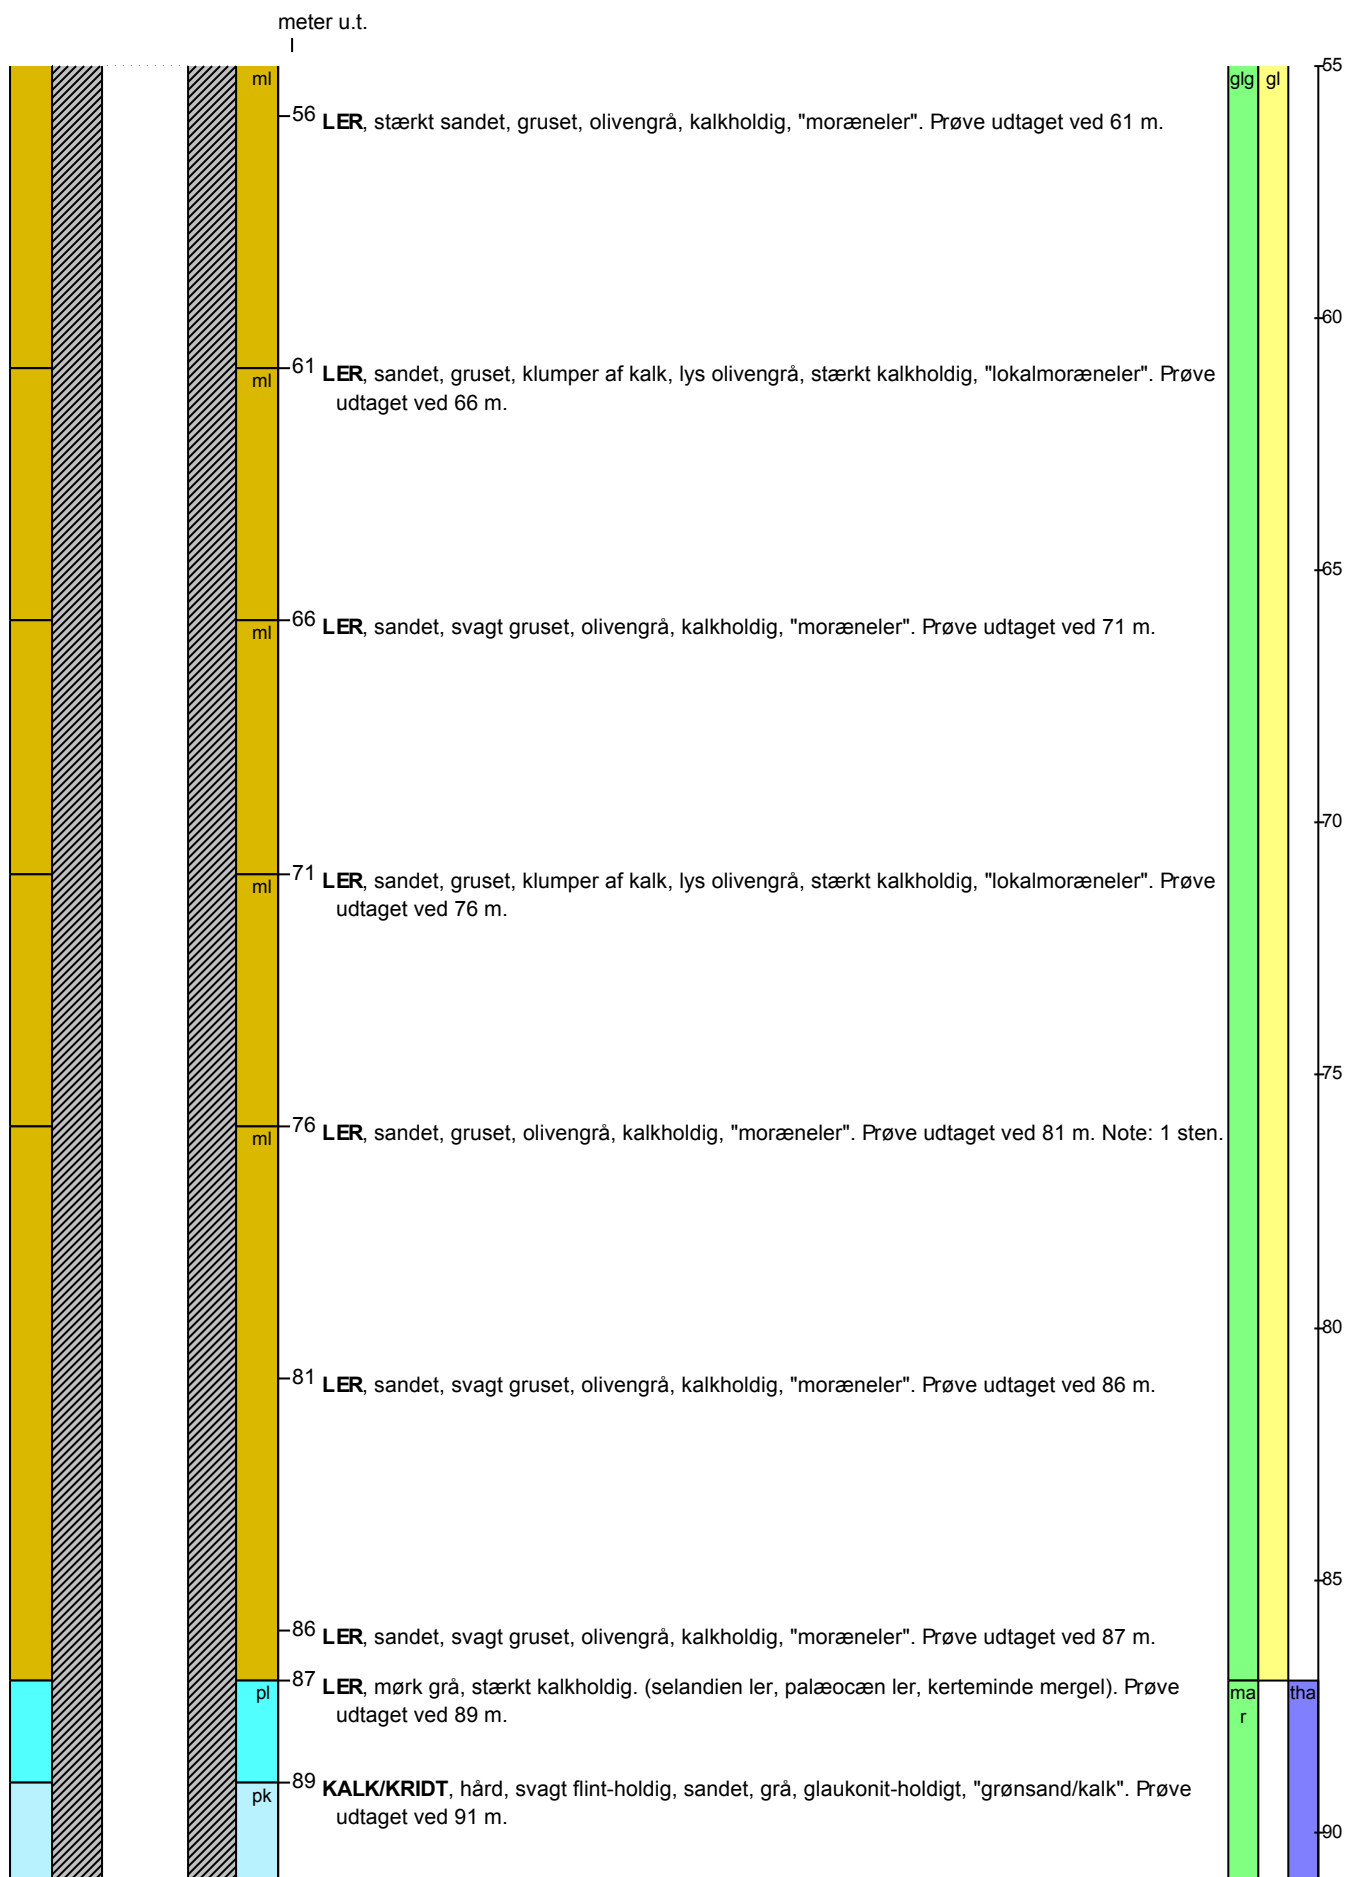 meter u.t.
ml
glg gl
55
56 LER, stærkt sandet, gruset, olivengrå, kalkholdig, "moræneler". Prøve udtaget ved 61 m.
60
61 LER, sandet, gruset, klumper af kalk, lys olivengrå, stærkt kalkholdig, "lokalmoræneler". Prøve
ml
udtaget ved 66 m.
65
66 LER, sandet, svagt gruset, olivengrå, kalkholdig, "moræneler". Prøve udtaget ved 71 m.
ml
70
71 LER, sandet, gruset, klumper af kalk, lys olivengrå, stærkt kalkholdig, "lokalmoræneler". Prøve
ml
udtaget ved 76 m.
75
76 LER, sandet, gruset, olivengrå, kalkholdig, "moræneler". Prøve udtaget ved 81 m. Note: 1 sten.
ml
80
81 LER, sandet, svagt gruset, olivengrå, kalkholdig, "moræneler". Prøve udtaget ved 86 m.
85
86 LER, sandet, svagt gruset, olivengrå, kalkholdig, "moræneler". Prøve udtaget ved 87 m.
87 LER, mørk grå, stærkt kalkholdig. (selandien ler, palæocæn ler, kerteminde mergel). Prøve
pl
ma tha
r
udtaget ved 89 m.
89 KALK/KRIDT, hård, svagt flint-holdig, sandet, grå, glaukonit-holdigt, "grønsand/kalk". Prøve
pk
udtaget ved 91 m.
90